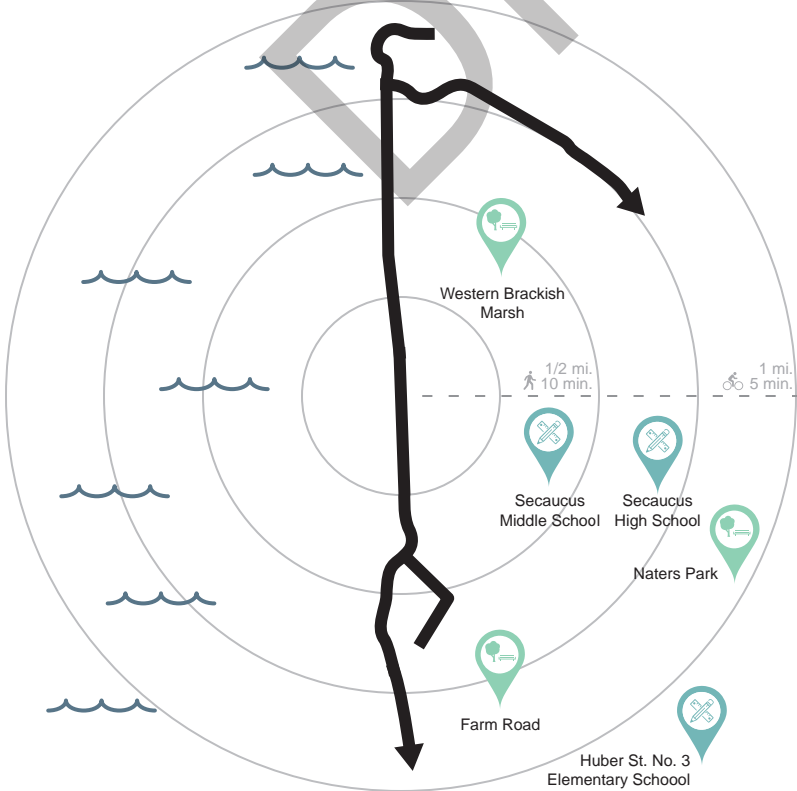 Western Brackish
Marsh
1/2 mi.
10 min.
1 mi.
5 min.
Secaucus
Middle School
Secaucus
High School
Naters Park
Farm Road
Huber St. No. 3
Elementary Schoool